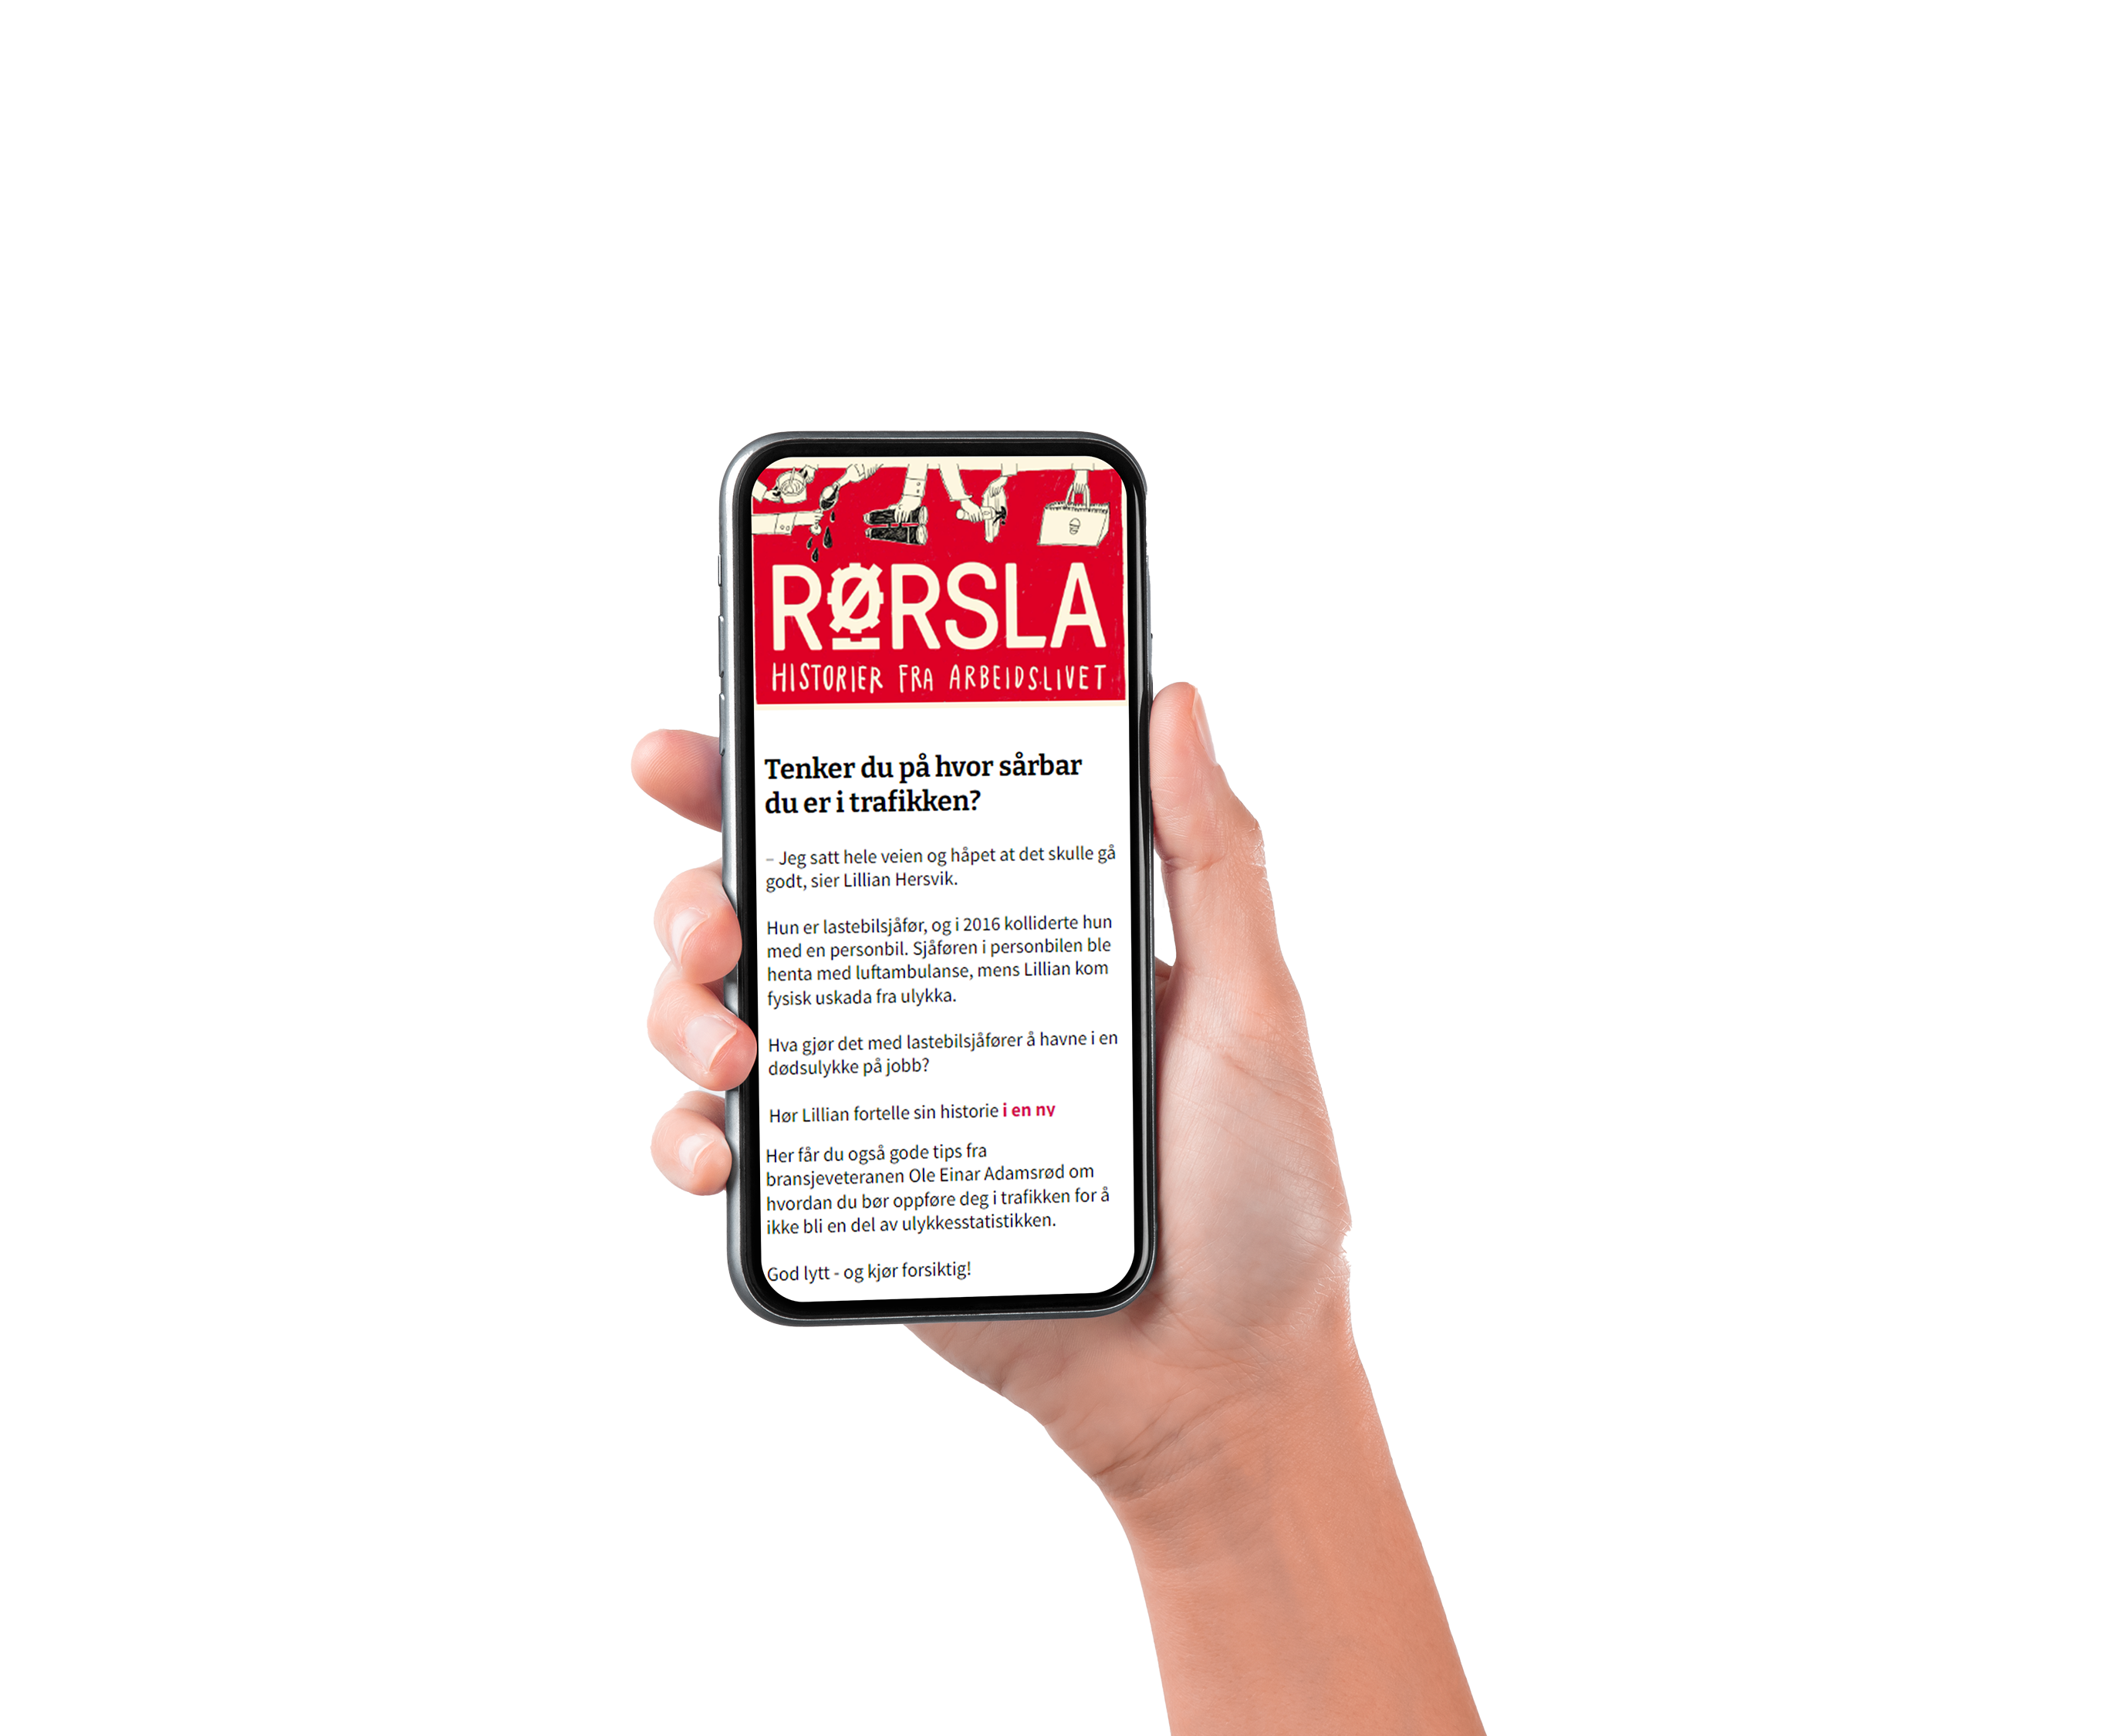 RØRSLA
HISTORIER FRA ARBEIDSLIVET
Tenker du på hvor sårbar
du er i trafikken?
– Jeg satt hele veien og håpet at det skulle gå
godt, sier Lillian Hersvik.
Hun er lastebilsjåfør, og i 2016 kolliderte hun
med en personbil. Sjåføren i personbilen ble
henta med luftambulanse, mens Lillian kom
fysisk uskada fra ulykka.
Hva gjør det med lastebilsjåfører å havne i en
dødsulykke på jobb?
Hør Lillian fortelle sin historie i en ny
Her får du også gode tips fra
bransjeveteranen Ole Einar Adamsrød om
hvordan du bør oppføre deg i trafikken for å
ikke bli en del av ulykkesstatistikken.
God lytt - og kjør forsiktig!